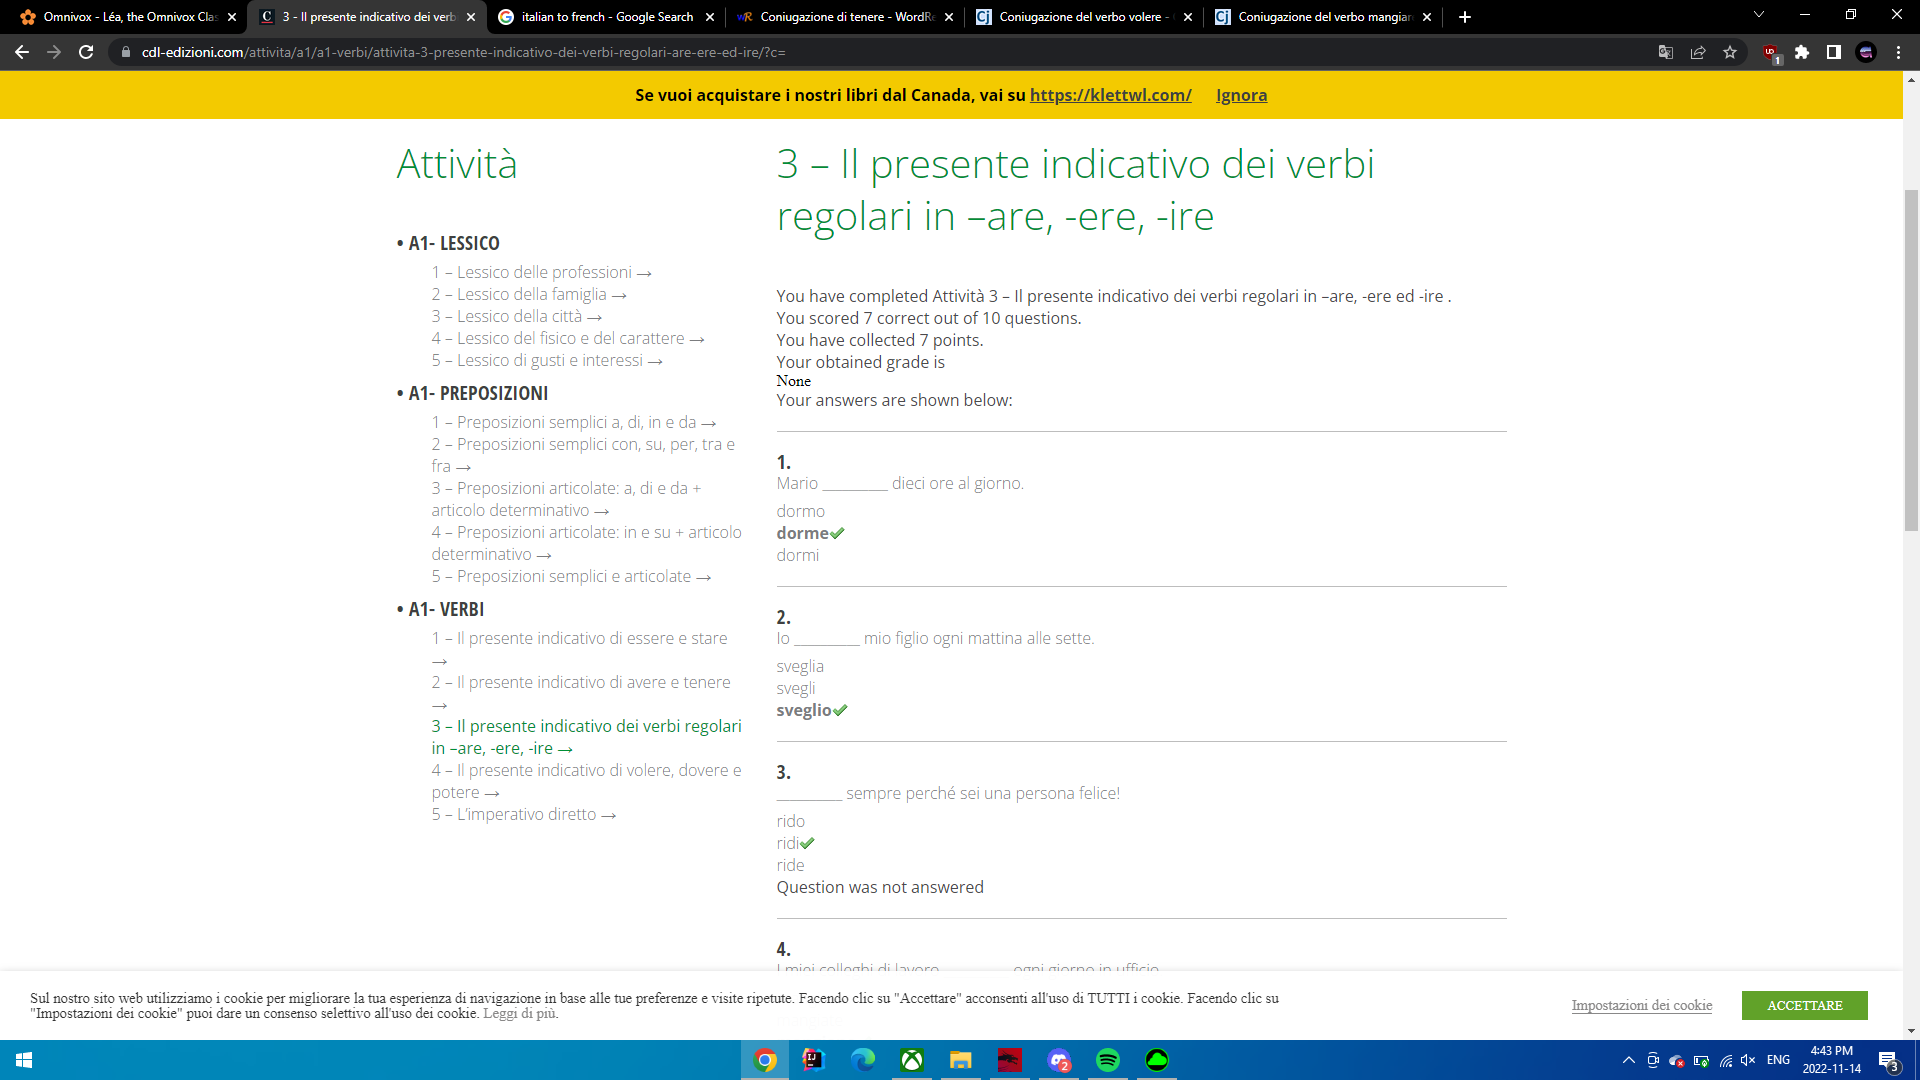 Omnivox - Léa, the Omnivox Clas
3 - Il presente indicativo dei verb
italian to french - Google Search
Coniugazione di tenere - WordRe
Coniugazione del verbo volere -
Coniugazione del verbo mangiar
cdl-edizioni.com/attivita/a1/a1-verbi/attivita-3-presente-indicativo-dei-verbi-regolari-are-ere-ed-ire/?c=
Se vuoi acquistare i nostri libri dal Canada, vai su https://klettwl.com/ Ignora
Attività
• A1- LESSICO
1 – Lessico delle professioni →
2 – Lessico della famiglia →
3 – Lessico della città →
4 – Lessico del fisico e del carattere →
5 – Lessico di gusti e interessi →
• A1- PREPOSIZIONI
1 – Preposizioni semplici a, di, in e da →
2 – Preposizioni semplici con, su, per, tra e
fra →
3 – Preposizioni articolate: a, di e da +
articolo determinativo →
4 – Preposizioni articolate: in e su + articolo
determinativo →
5 – Preposizioni semplici e articolate →
• A1- VERBI
1 – Il presente indicativo di essere e stare
→
2 – Il presente indicativo di avere e tenere
→
3 – Il presente indicativo dei verbi regolari
in –are, -ere, -ire →
4 – Il presente indicativo di volere, dovere e
potere →
5 – L'imperativo diretto →
3 – Il presente indicativo dei verbi
regolari in –are, -ere, -ire
You have completed Attività 3 – Il presente indicativo dei verbi regolari in –are, -ere ed -ire .
You scored 7 correct out of 10 questions.
You have collected 7 points.
Your obtained grade is
None
Your answers are shown below:
1.
Mario _________ dieci ore al giorno.
dormo
dorme
dormi
2.
Io _________ mio figlio ogni mattina alle sette.
sveglia
svegli
sveglio
3.
_________ sempre perché sei una persona felice!
rido
ridi
ride
Question was not answered
4.
I miei colleghi di lavoro _________ ogni giorno in ufficio
Sul nostro sito web utilizziamo i cookie per migliorare la tua esperienza di navigazione in base alle tue preferenze e visite ripetute. Facendo clic su "Accettare" acconsenti all'uso di TUTTI i cookie. Facendo clic su
"Impostazioni dei cookie" puoi dare un consenso selettivo all'uso dei cookie. Leggi di più.
Impostazioni dei cookie
ACCETTARE
ENG
4:43 PM
2022-11-14